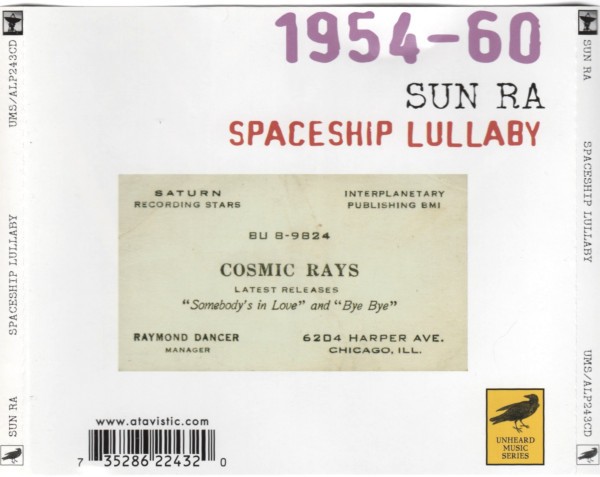 1954-60
SUN RA
SPACESHIP LULLABY
SATURN
RECORDING STARS
INTERPLANETARY
PUBLISHING BMI
BU 8-9824
COSMIC RAYS
LATEST RELEASES
"Somebody's in Love" and "Bye Bye"
RAYMOND DANCER
MANAGER
6204 HARPER AVE.
CHICAGO, ILL.
www.atavistic.com
7 35286 22432 0
UNHEARD
MUSIC
SERIES
SUN RA SPACESHIP LULLABY UMS/ALP243CD
SUN RA SPACESHIP LULLABY UMS/ALP243CD